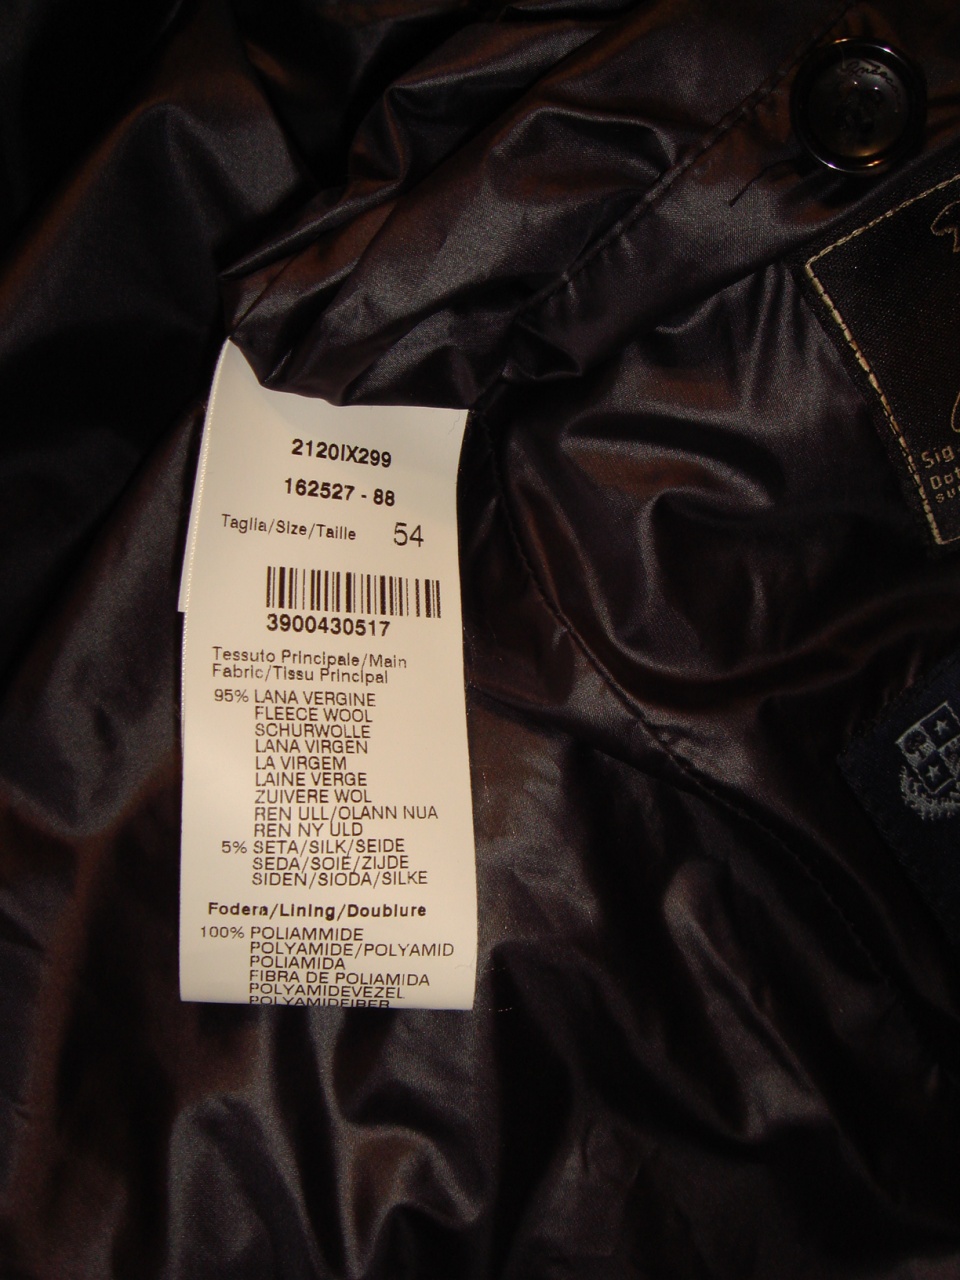 2120IX299
162527 - 88
Taglia/Size/Taille 54
3900430517
Tessuto Principale/Main
Fabric/Tissu Principal
95% LANA VERGINE
FLEECE WOOL
SCHURWOLLE
LANA VIRGEN
LA VIRGEM
LAINE VERGE
ZUIVERE WOL
REN ULL/OLANN NUA
REN NY ULD
5% SETA/SILK/SEIDE
SEDA/SOIE/ZIJDE
SIDEN/SIODA/SILKE
Fodera/Lining/Doublure
100% POLIAMMIDE
POLYAMIDE/POLYAMID
POLIAMIDA
FIBRA DE POLIAMIDA
POLYAMIDEVEZEL
POLYAMIDEIBER
Sig